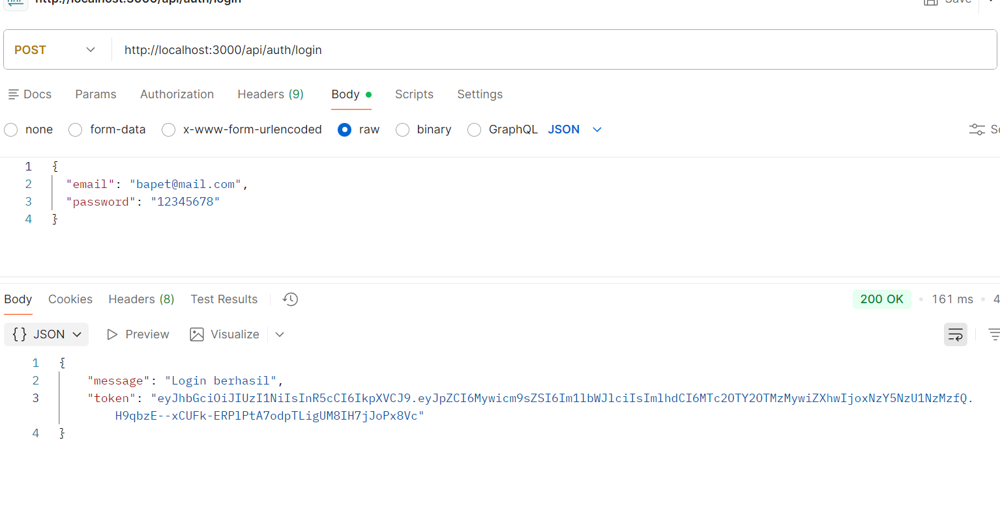 http://localhost:3000/api/auth/login
Save
POST
http://localhost:3000/api/auth/login
Docs Params Authorization Headers (9) Body Scripts Settings
none form-data x-www-form-urlencoded raw binary GraphQL JSON
1 {
2 "email": "bapet@mail.com",
3 "password": "12345678"
4 }
Body Cookies Headers (8) Test Results 200 OK 161 ms
{} JSON Preview Visualize
1 {
2 "message": "Login berhasil",
3 "token": "eyJhbGciOiJIUzI1NiIsInR5cCI6IkpXVCJ9.eyJpZCI6Mywicm9sZSI6Im1lbWJlciIsImlhdCI6MTc2OTY2OTMzMywiZXhwIjoxNzY5NzU1NzMzfQ.
H9qbzE--xCUFk-ERPlPtA7odpTLigUM8IH7jJoPx8Vc"
4 }